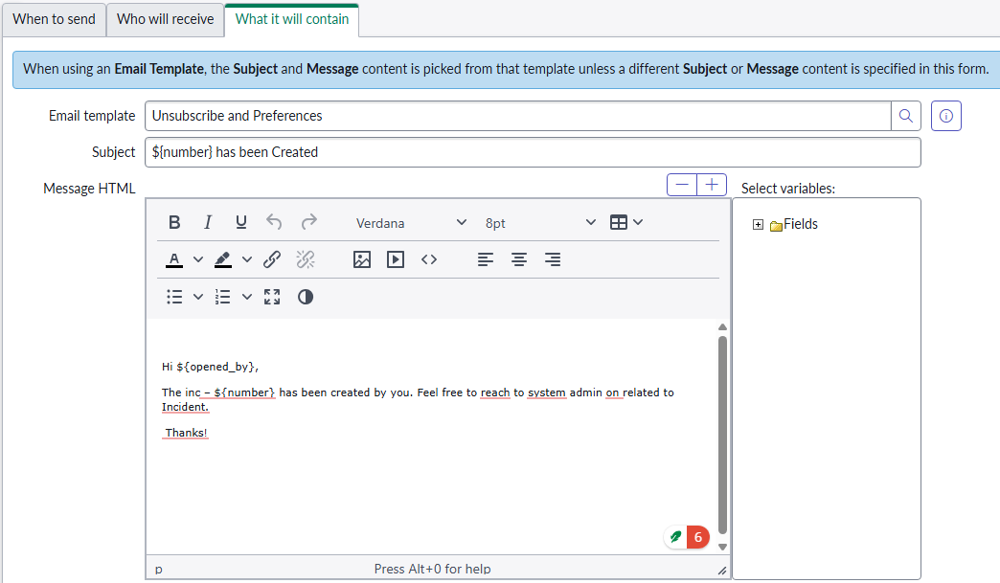 When to send Who will receive What it will contain
When using an Email Template, the Subject and Message content is picked from that template unless a different Subject or Message content is specified in this form.
Email template Unsubscribe and Preferences
Subject ${number} has been Created
Message HTML
Select variables:
B I U Verdana 8pt
A
Fields
Hi ${opened_by},
The inc – ${number} has been created by you. Feel free to reach to system admin on related to
Incident.
Thanks!
6
p Press Alt+0 for help